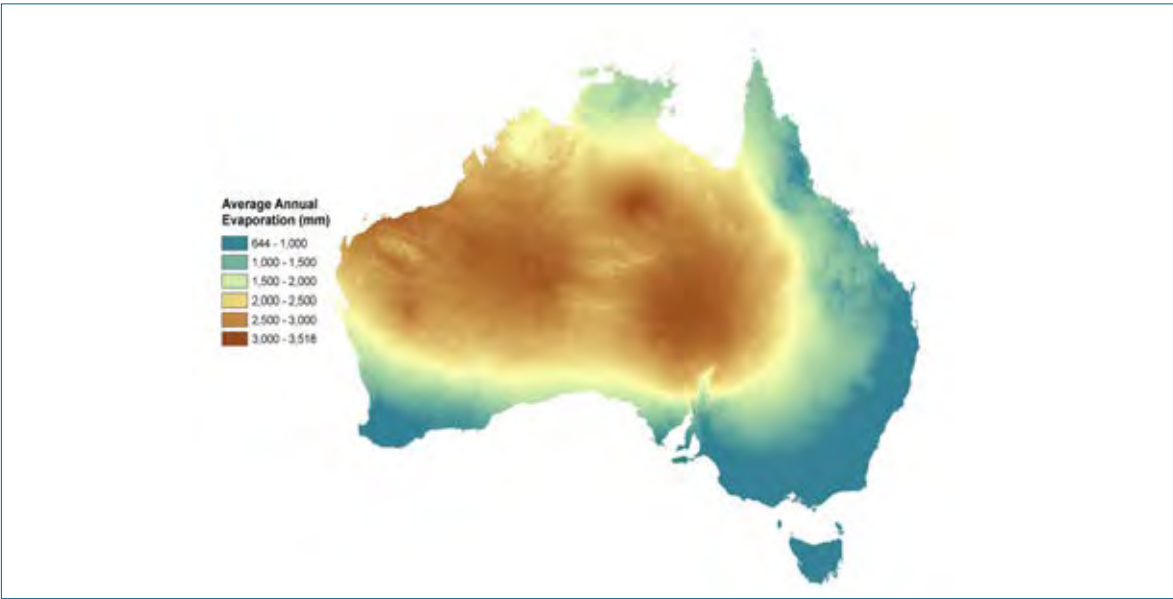 Average Annual
Evaporation (mm)
644 - 1,000
1,000 - 1,500
1,500 - 2,000
2,000 - 2,500
2,500 - 3,000
3,000 - 3,518